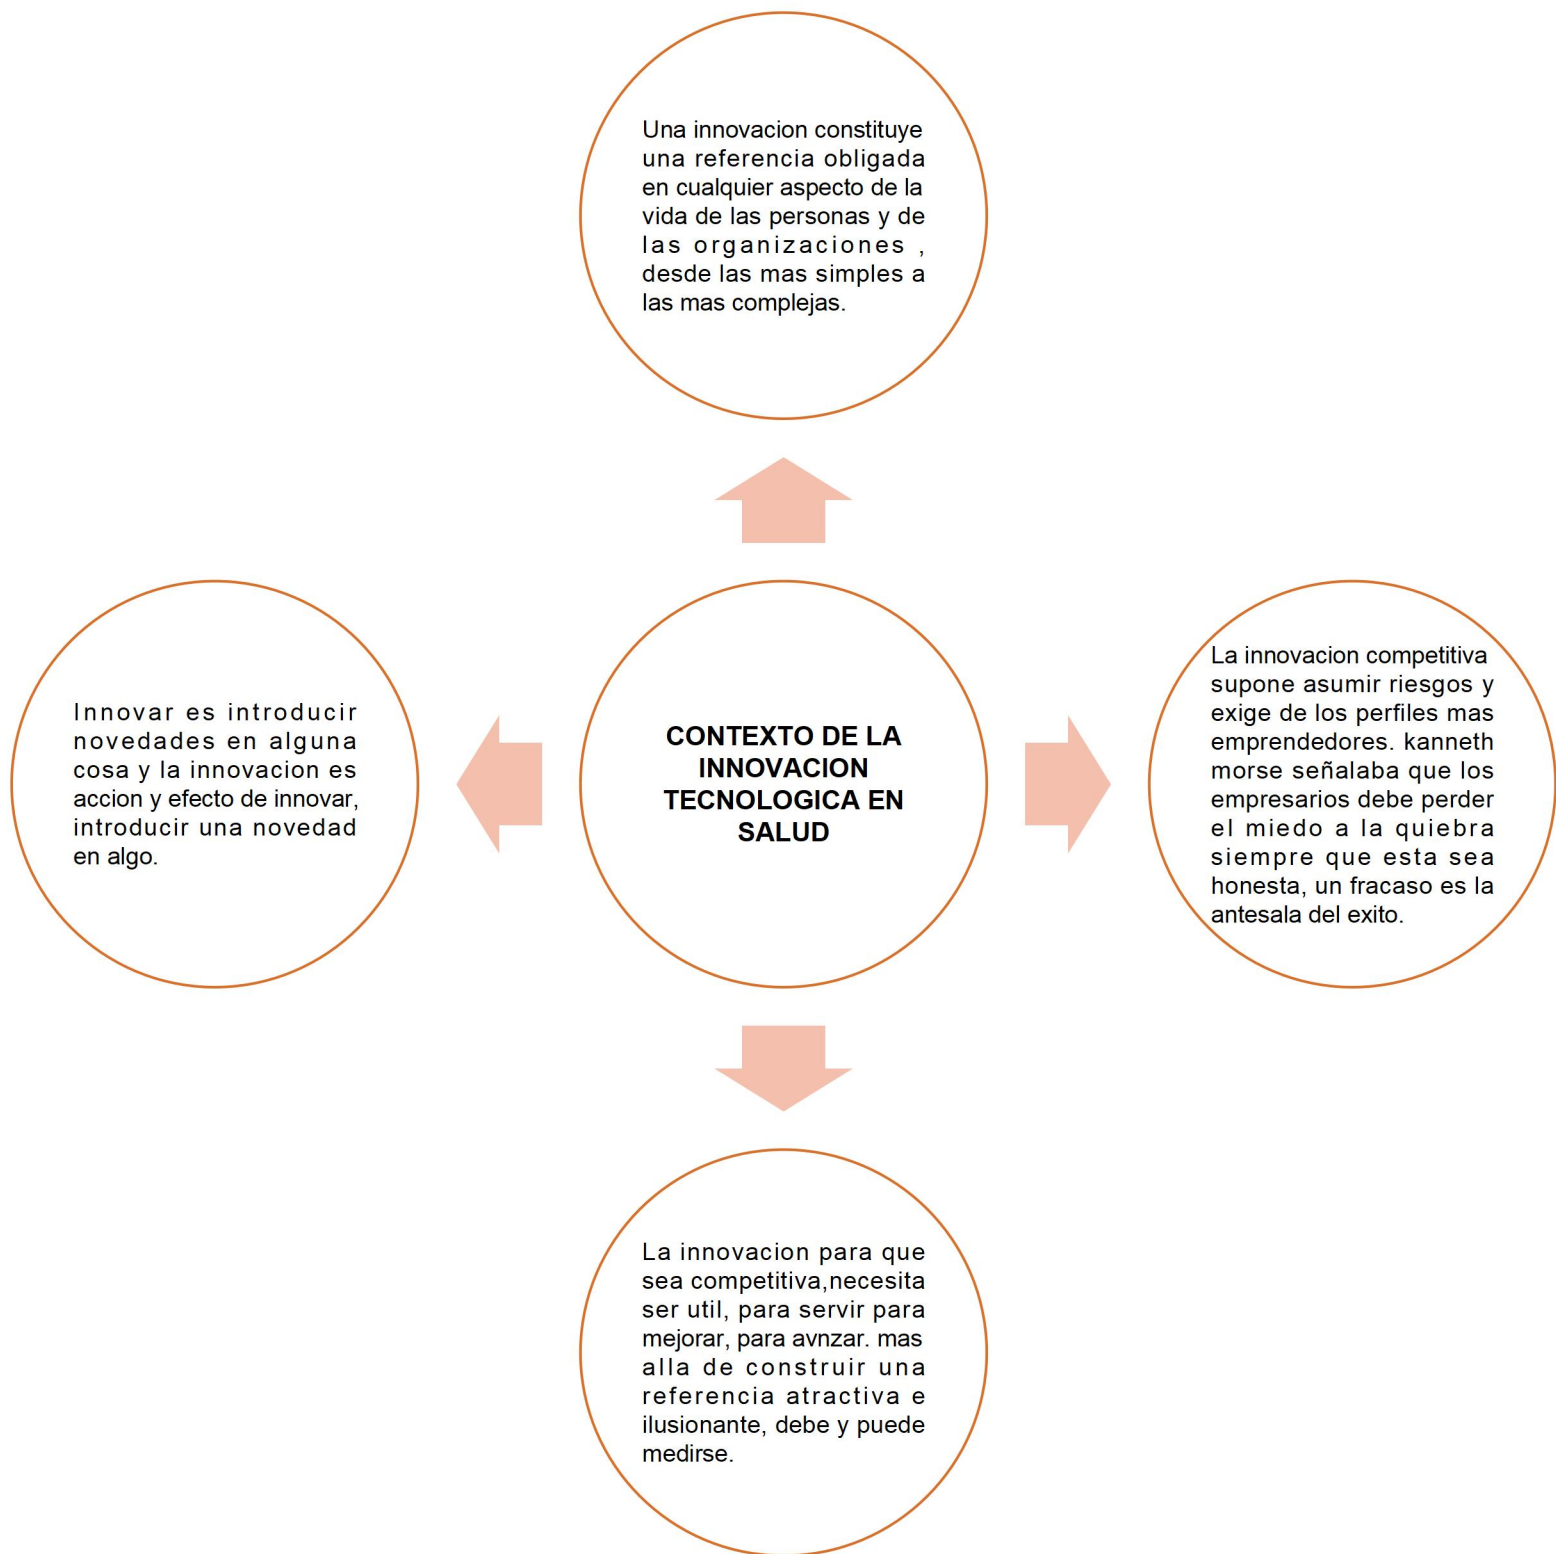 Una innovacion constituye
una referencia obligada
en cualquier aspecto de la
vida de las personas y de
las organizaciones ,
desde las mas simples a
las mas complejas.
Innovar es introducir
novedades en alguna
cosa y la innovacion es
accion y efecto de innovar,
introducir una novedad
en algo.
CONTEXTO DE LA
INNOVACION
TECNOLOGICA EN
SALUD
La innovacion competitiva
supone asumir riesgos y
exige de los perfiles mas
emprendedores. kanneth
morse señalaba que los
empresarios debe perder
el miedo a la quiebra
siempre que esta sea
honesta, un fracaso es la
antesala del exito.
La innovacion para que
sea competitiva,necesita
ser util, para servir para
mejorar, para avnzar. mas
alla de construir una
referencia atractiva e
ilusionante, debe y puede
medirse.